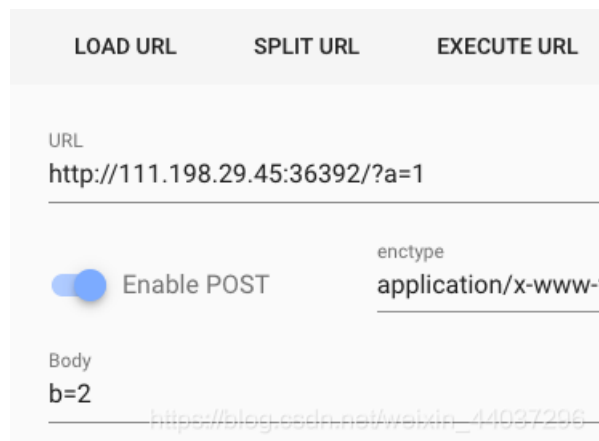 LOAD URL SPLIT URL EXECUTE URL
URL
http://111.198.29.45:36392/?a=1
enctype
Enable POST application/x-www-
Body
b=2
https://blog.csdn.net/weixin_44037296